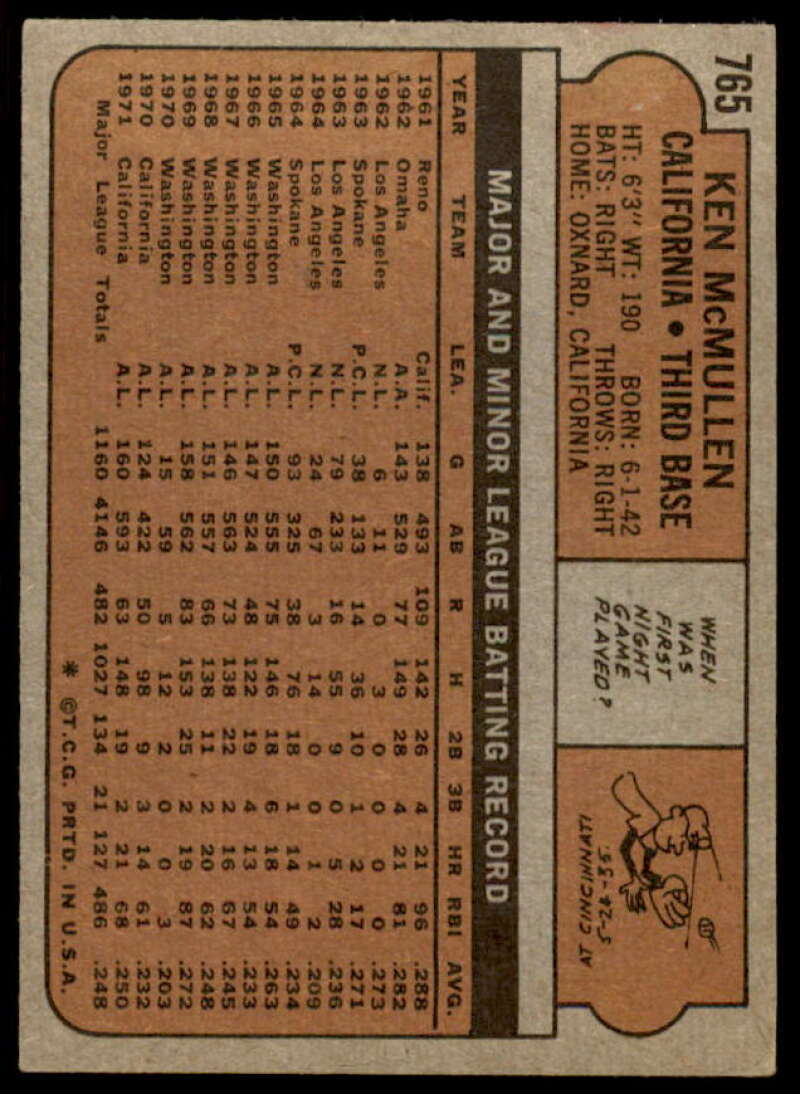 765
KEN McMULLEN
CALIFORNIA • THIRD BASE
HT: 6'3" WT: 190 BORN: 6-1-42
BATS: RIGHT THROWS: RIGHT
HOME: OXNARD, CALIFORNIA
WHEN
WAS
FIRST
NIGHT
GAME
PLAYED?
5-24-35
AT CINCINNATI
MAJOR AND MINOR LEAGUE BATTING RECORD
YEAR TEAM LEA. G AB R H 2B 3B HR RBI AVG.
1961 Reno Calif. 138 493 109 142 26 4 21 96 .288
1962 Omaha A.A. 143 529 77 149 28 4 21 81 .282
1962 Los Angeles N.L. 6 11 0 3 0 0 0 0 .273
1963 Spokane P.C.L. 38 133 14 36 10 1 2 17 .271
1963 Los Angeles N.L. 79 233 16 55 9 0 5 28 .236
1964 Los Angeles N.L. 24 67 3 14 0 0 1 2 .209
1964 Spokane P.C.L. 93 325 38 76 18 1 14 49 .234
1965 Washington A.L. 150 555 75 146 18 6 18 54 .263
1966 Washington A.L. 147 524 48 122 19 4 13 54 .233
1967 Washington A.L. 146 563 73 138 22 2 16 67 .245
1968 Washington A.L. 151 557 66 138 11 2 20 62 .248
1969 Washington A.L. 158 562 83 153 25 2 19 87 .272
1970 Washington A.L. 15 59 5 12 2 0 0 3 .203
1970 California A.L. 124 422 50 98 9 3 14 61 .232
1971 California A.L. 160 593 63 148 19 2 21 68 .250
Major League Totals 1160 4146 482 1027 134 21 127 486 .248
* ©T.C.G. PRTD. IN U.S.A.